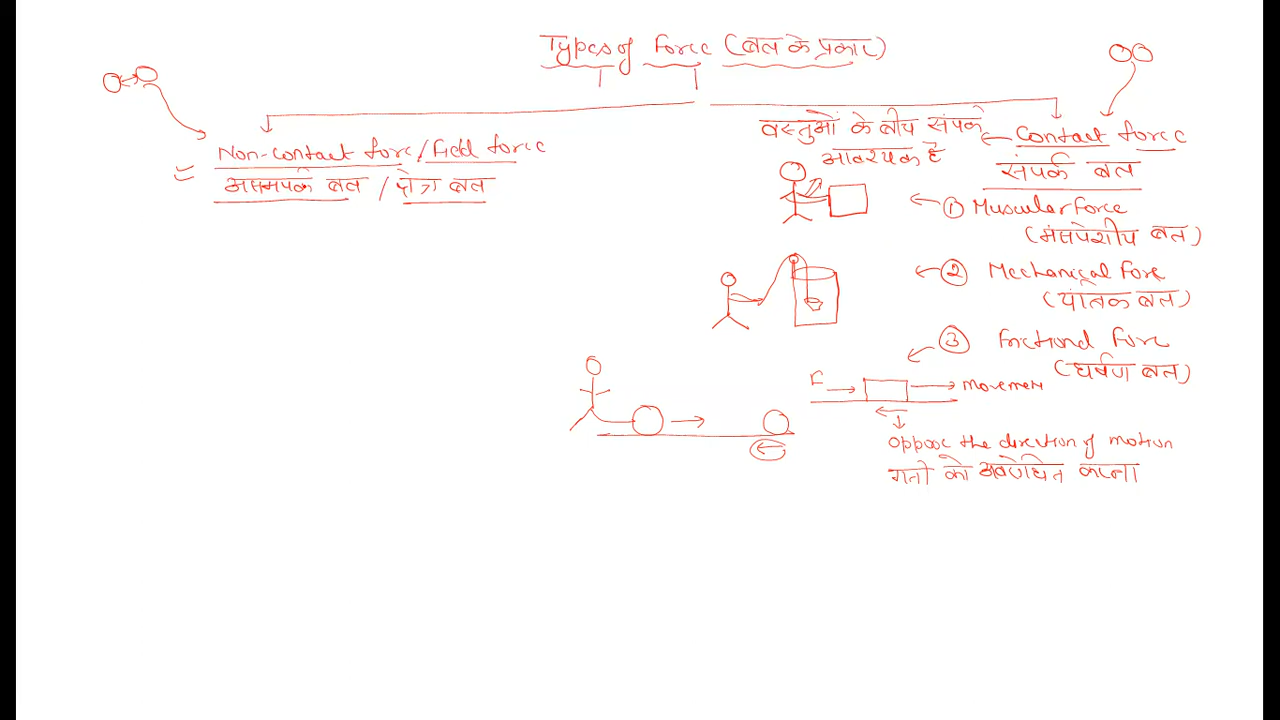 Types of Force (बल के प्रकार)
Non-contact force/Field force
असम्पर्क बल / क्षेत्र बल
वस्तुओं के बीच संपर्क
आवश्यक है
Contact force
संपर्क बल
① Muscular force
(मांसपेशीय बल)
② Mechanical force
(यांत्रिक बल)
③ Frictional Force
(घर्षण बल)
F
movement
oppose the direction of motion
गती को अवरोधित करना